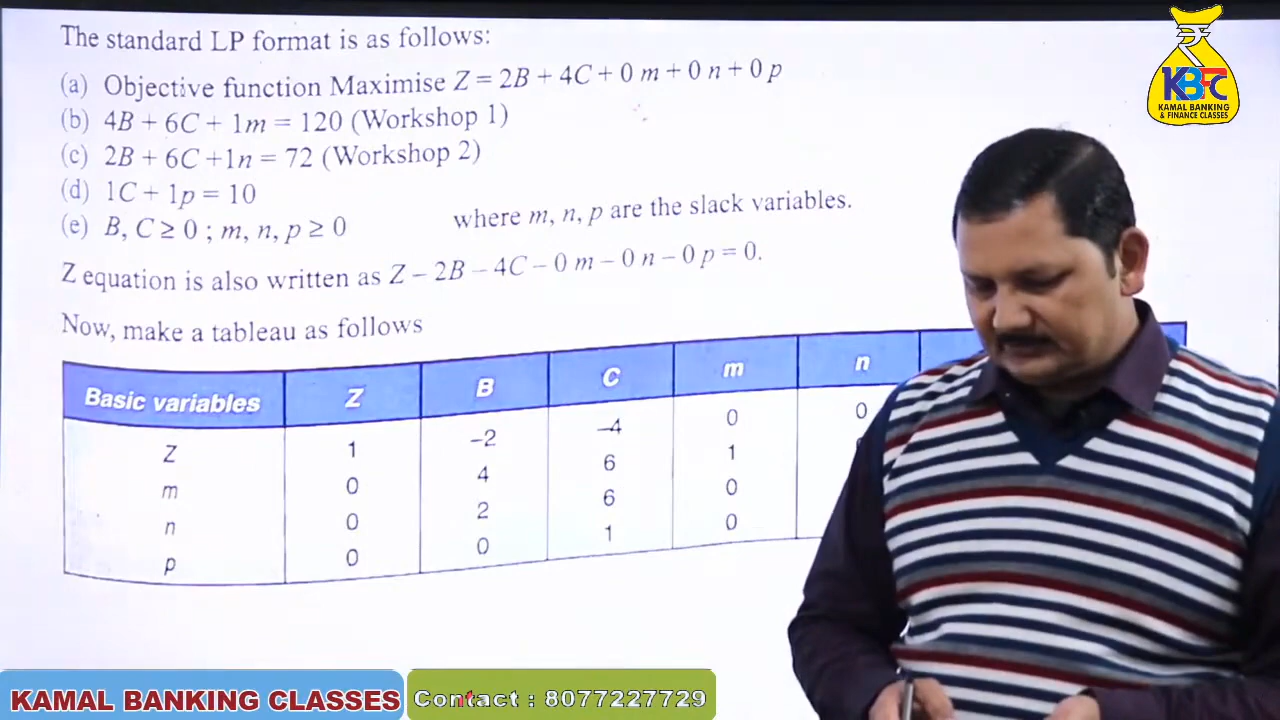 The standard LP format is as follows:
(a) Objective function Maximise Z = 2B + 4C + 0 m + 0 n + 0 p
(b) 4B + 6C + 1m = 120 (Workshop 1)
(c) 2B + 6C +1n = 72 (Workshop 2)
(d) 1C + 1p = 10
(e) B, C ≥ 0 ; m, n, p ≥ 0 where m, n, p are the slack variables.
Z equation is also written as Z – 2B – 4C – 0 m – 0 n – 0 p = 0.
Now, make a tableau as follows
Basic variables Z B C m n
Z 1 –2 –4 0 0
m 0 4 6 1
n 0 2 6 0
p 0 0 1 0
KBFC
KAMAL BANKING
& FINANCE CLASSES
KAMAL BANKING CLASSES
Contact : 8077227729